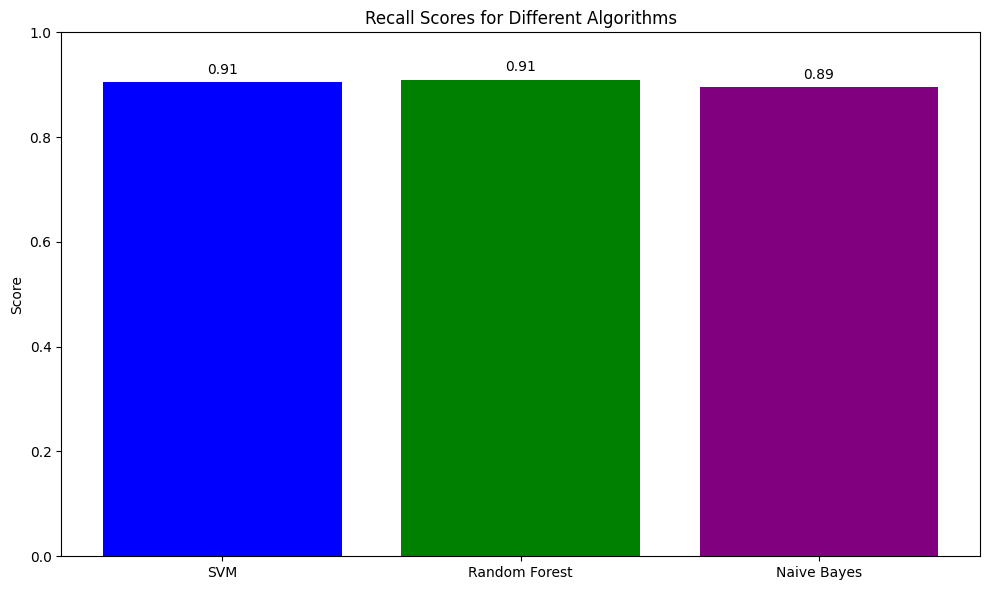 Recall Scores for Different Algorithms
1.0
0.8
0.6
0.4
0.2
0.0
Score
0.91
0.91
0.89
SVM
Random Forest
Naive Bayes